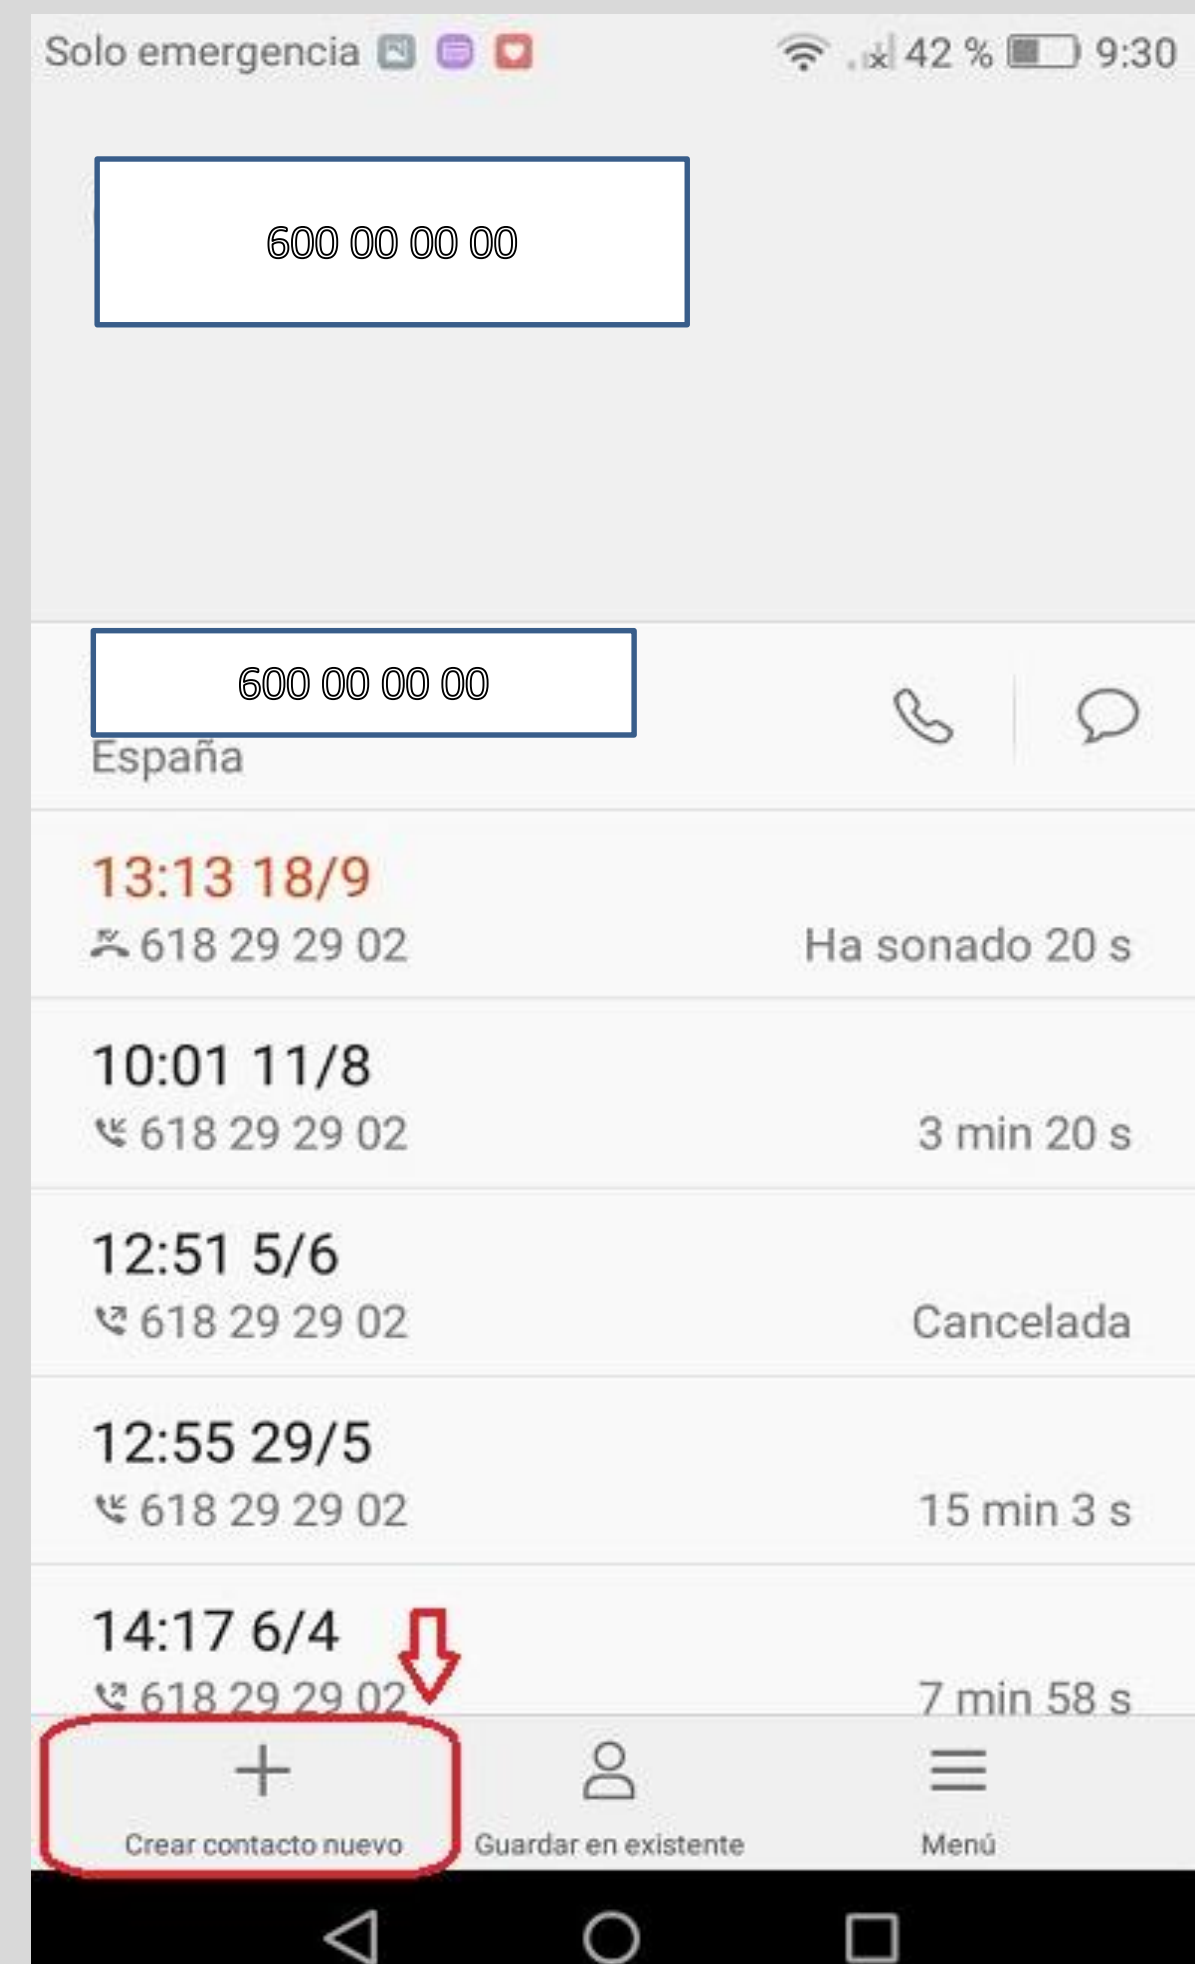 Solo emergencia 42 % 9:30
600 00 00 00
600 00 00 00
España
13:13 18/9
618 29 29 02 Ha sonado 20 s
10:01 11/8
618 29 29 02 3 min 20 s
12:51 5/6
618 29 29 02 Cancelada
12:55 29/5
618 29 29 02 15 min 3 s
14:17 6/4
618 29 29 02 7 min 58 s
Crear contacto nuevo Guardar en existente Menú